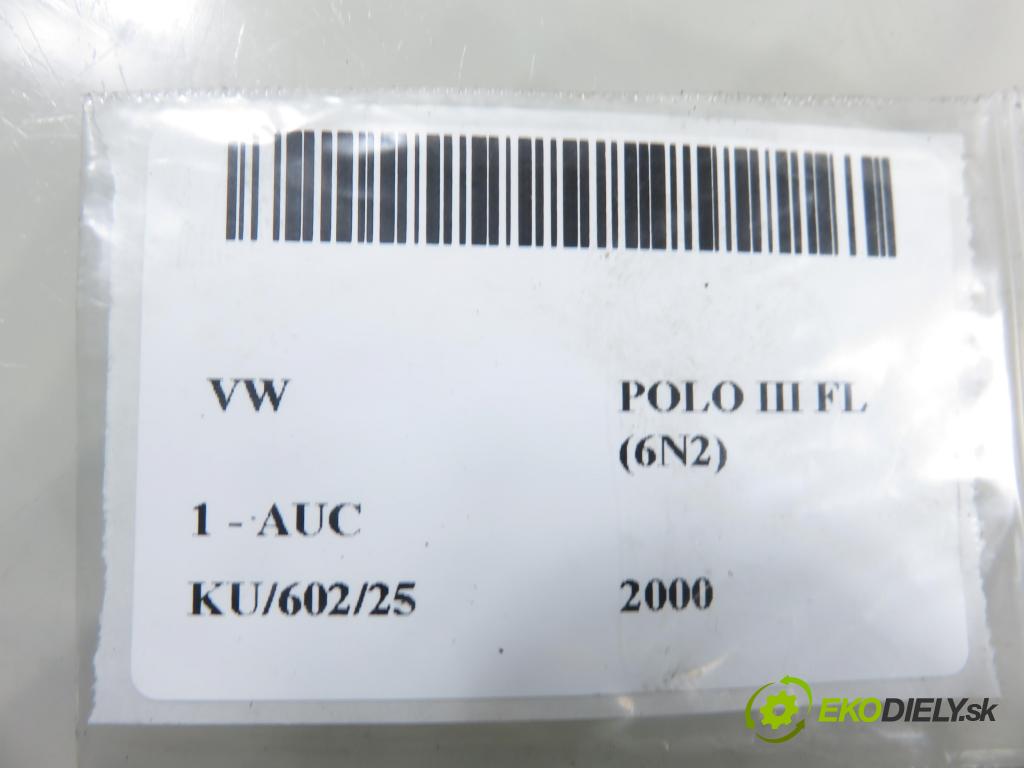 VW
POLO III FL
(6N2)
1 - AUC
KU/602/25
2000
EKODIELY.sk